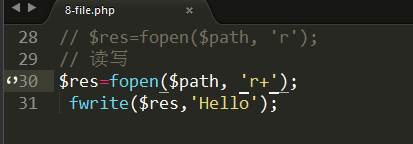 8-file.php ×
28 // $res=fopen($path, 'r');
29 // 读写
30 $res=fopen($path, 'r+');
31 fwrite($res,'Hello');